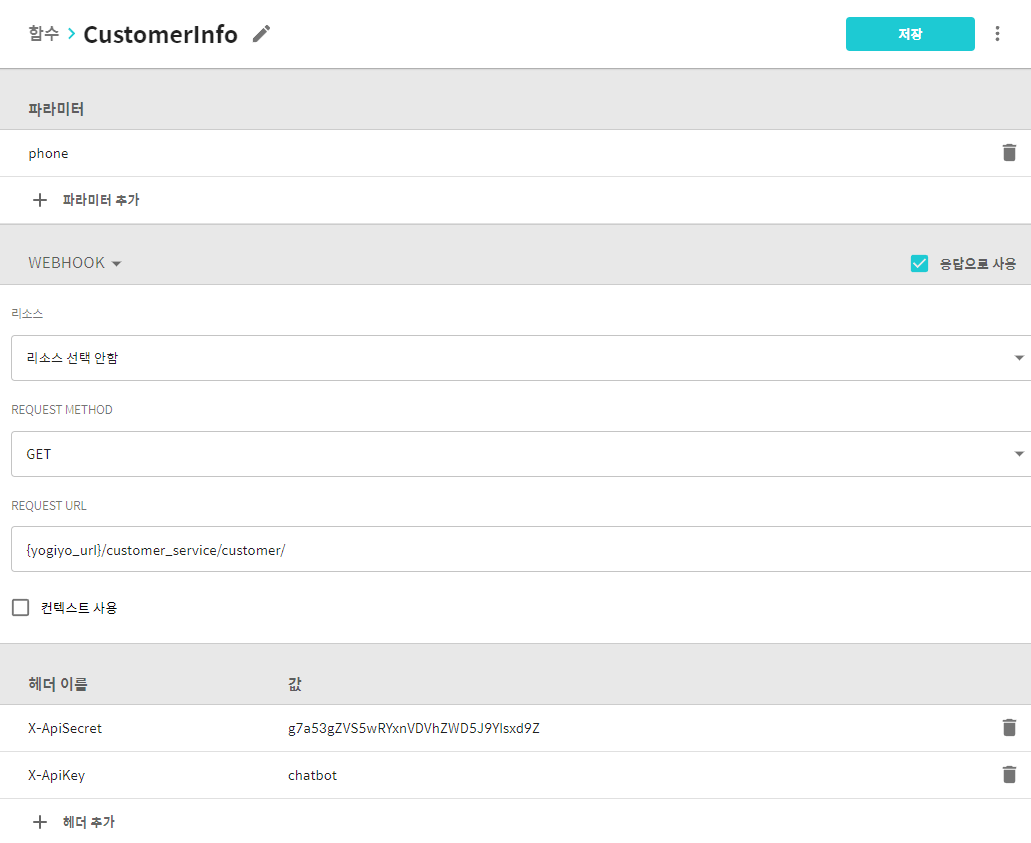 함수 > CustomerInfo
저장
파라미터
phone
+ 파라미터 추가
WEBHOOK
응답으로 사용
리소스
리소스 선택 안함
REQUEST METHOD
GET
REQUEST URL
{yogiyo_url}/customer_service/customer/
컨텍스트 사용
헤더 이름 값
X-ApiSecret g7a53gZVS5wRYxnVDVhZWD5J9YIsxd9Z
X-ApiKey chatbot
+ 헤더 추가